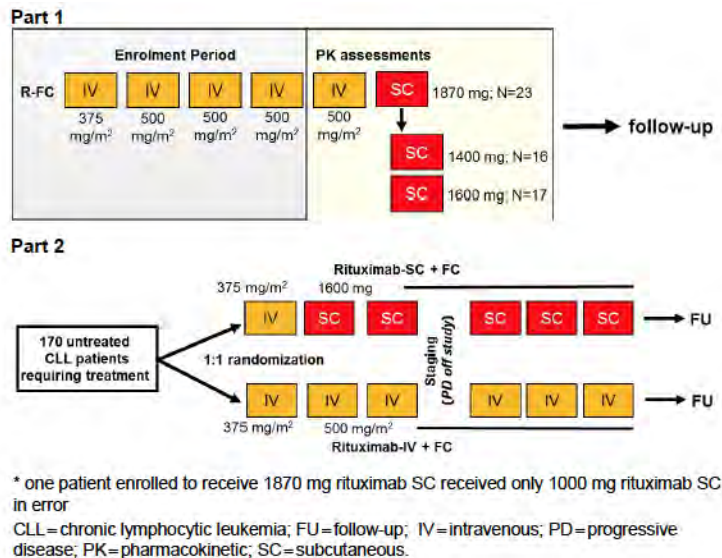 Part 1
Enrolment Period
PK assessments
R-FC IV IV IV IV IV SC 1870 mg; N=23
375 500 500 500 500
mg/m² mg/m² mg/m² mg/m² mg/m²
follow-up
SC 1400 mg; N=16
SC 1600 mg; N=17
Part 2
Rituximab-SC + FC
375 mg/m² 1600 mg
IV SC SC SC SC SC FU
170 untreated
CLL patients
requiring treatment
1:1 randomization
Staging
(PD off study)
IV IV IV IV IV IV FU
375 mg/m² 500 mg/m²
Rituximab-IV + FC
* one patient enrolled to receive 1870 mg rituximab SC received only 1000 mg rituximab SC
in error
CLL=chronic lymphocytic leukemia; FU=follow-up; IV=intravenous; PD=progressive
disease; PK=pharmacokinetic; SC=subcutaneous.